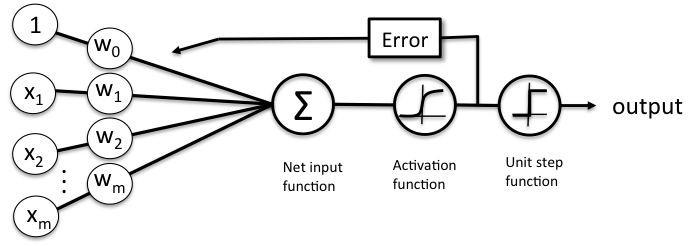 1
w0
Error
x1
w1
Σ
output
x2
w2
⋮
wm
xm
Net input
function
Activation
function
Unit step
function